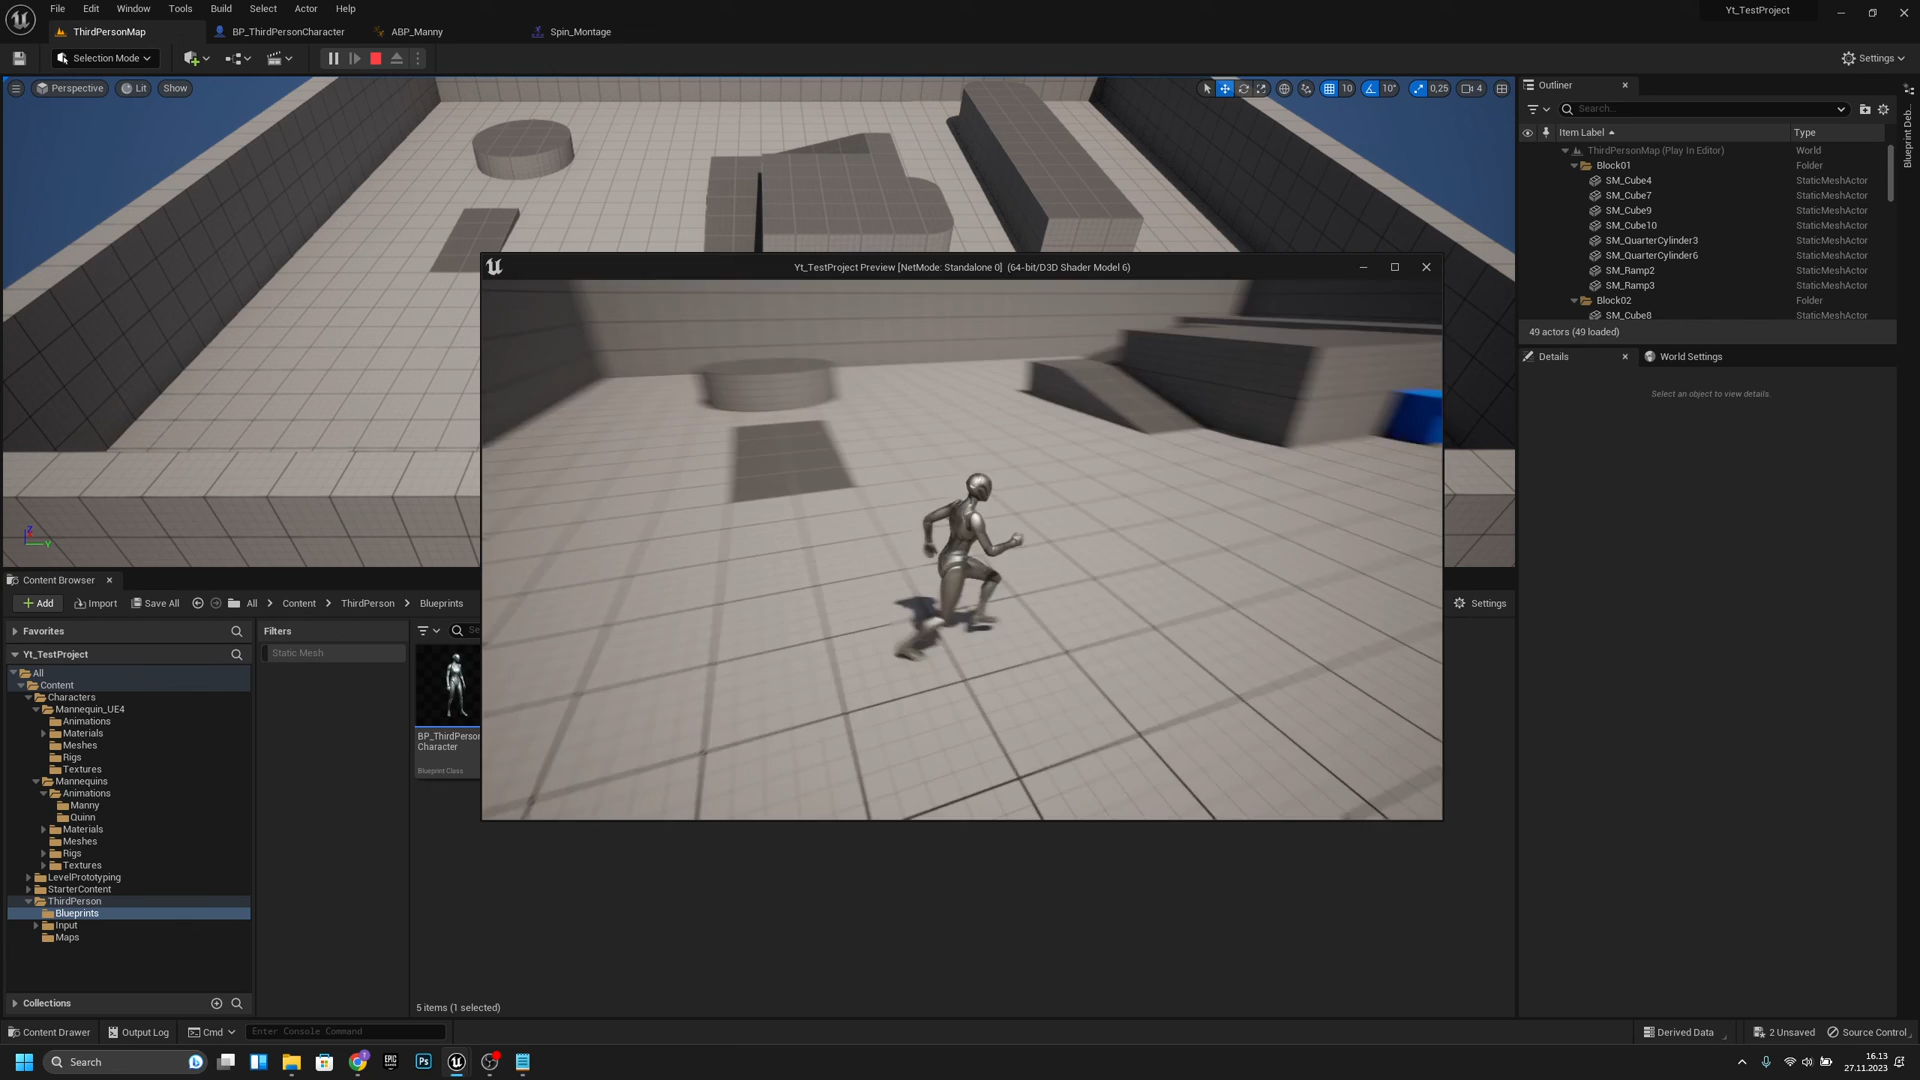 File Edit Window Tools Build Select Actor Help
Yt_TestProject
ThirdPersonMap BP_ThirdPersonCharacter ABP_Manny Spin_Montage
Selection Mode
Settings
Perspective Lit Show
10 10° 0,25 4
Outliner
Search...
Item Label Type
ThirdPersonMap (Play In Editor) World
Block01 Folder
SM_Cube4 StaticMeshActor
SM_Cube7 StaticMeshActor
SM_Cube9 StaticMeshActor
SM_Cube10 StaticMeshActor
SM_QuarterCylinder3 StaticMeshActor
SM_QuarterCylinder6 StaticMeshActor
SM_Ramp2 StaticMeshActor
SM_Ramp3 StaticMeshActor
Block02 Folder
SM_Cube8 StaticMeshActor
49 actors (49 loaded)
Blueprint Deb...
Details World Settings
Select an object to view details.
Yt_TestProject Preview [NetMode: Standalone 0] (64-bit/D3D Shader Model 6)
Z
Y
Content Browser
Add Import Save All All Content ThirdPerson Blueprints
Settings
Favorites
Filters
Se
Yt_TestProject
Static Mesh
All
Content
Characters
Mannequin_UE4
Animations
Materials
Meshes
Rigs
Textures
Mannequins
Animations
Manny
Quinn
Materials
Meshes
Rigs
Textures
LevelPrototyping
StarterContent
ThirdPerson
Blueprints
Input
Maps
BP_ThirdPerson
Character
Blueprint Class
Collections
5 items (1 selected)
Content Drawer Output Log Cmd Enter Console Command
Derived Data 2 Unsaved Source Control
Search
EPIC
Ps
16.13
27.11.2023